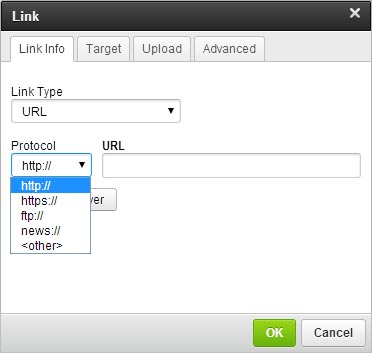 Link
Link Info Target Upload Advanced
Link Type
URL
Protocol URL
http://
http://
https://
ftp://
news://
<other>
OK Cancel